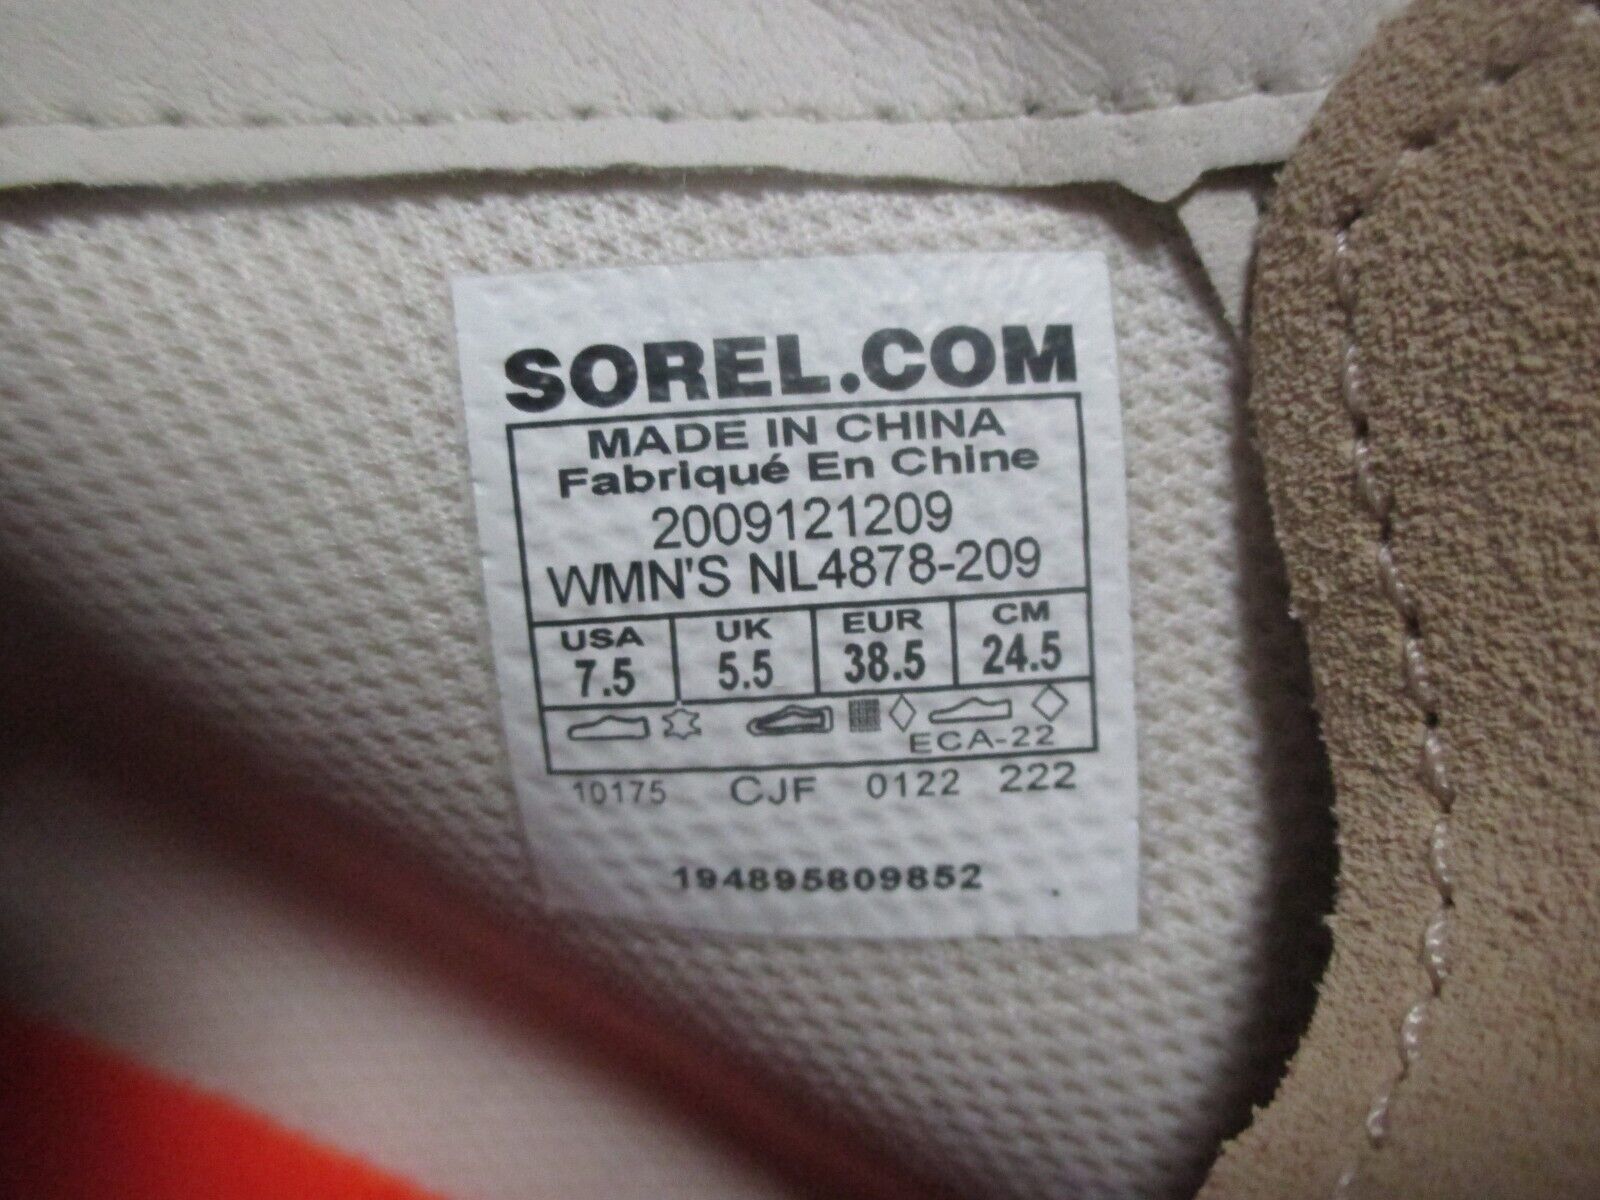 SOREL.COM
MADE IN CHINA
Fabriqué En Chine
2009121209
WMN'S NL4878-209
USA UK EUR CM
7.5 5.5 38.5 24.5
ECA-22
10175 CJF 0122 222
194895809852